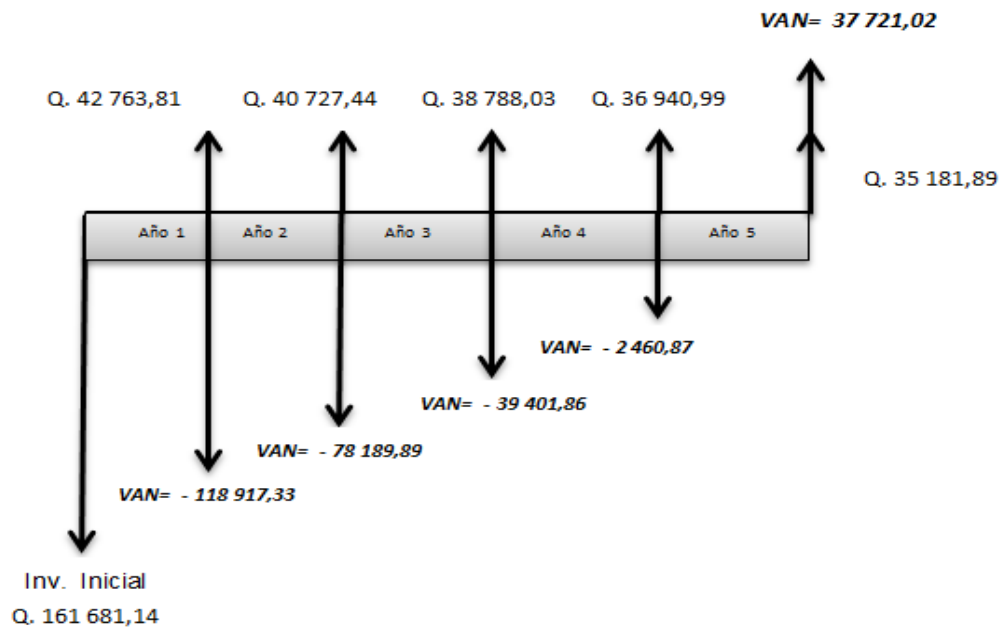 VAN= 37 721,02
Q. 42 763,81
Q. 40 727,44
Q. 38 788,03
Q. 36 940,99
Q. 35 181,89
Año 1
Año 2
Año 3
Año 4
Año 5
VAN= - 2 460,87
VAN= - 39 401,86
VAN= - 78 189,89
VAN= - 118 917,33
Inv. Inicial
Q. 161 681,14